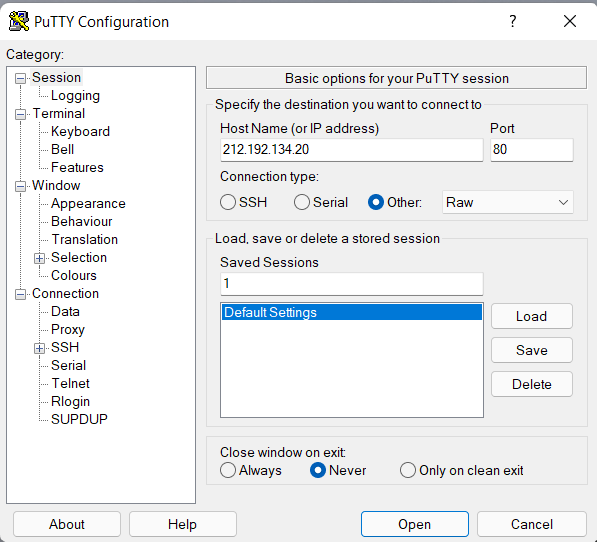 PuTTY Configuration
?
Category:
Session
Logging
Terminal
Keyboard
Bell
Features
Window
Appearance
Behaviour
Translation
Selection
Colours
Connection
Data
Proxy
SSH
Serial
Telnet
Rlogin
SUPDUP
Basic options for your PuTTY session
Specify the destination you want to connect to
Host Name (or IP address) Port
212.192.134.20 80
Connection type:
SSH Serial Other: Raw
Load, save or delete a stored session
Saved Sessions
1
Default Settings
Load
Save
Delete
Close window on exit:
Always Never Only on clean exit
About Help Open Cancel